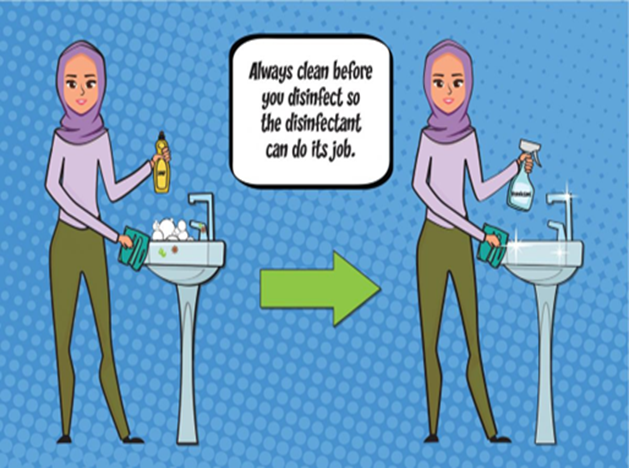 Always clean before
you disinfect so
the disinfectant
can do its job.